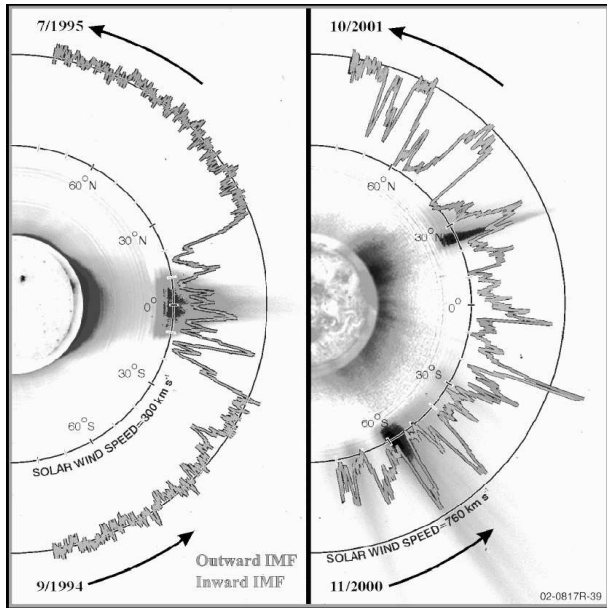 7/1995
60°N
30°N
0°
30°S
60°S
SOLAR WIND SPEED=300 km s⁻¹
Outward IMF
Inward IMF
9/1994
10/2001
60°N
30°N
0°
30°S
60°S
SOLAR WIND SPEED=760 km s⁻¹
11/2000
02-0817R-39